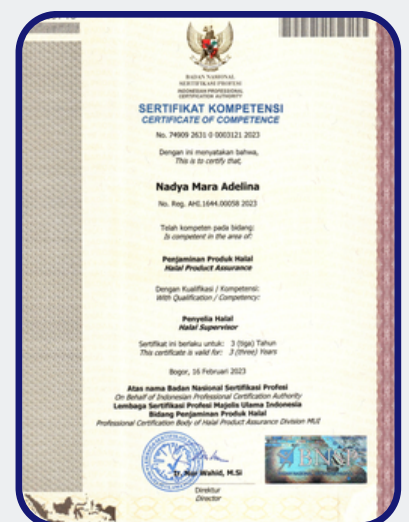 BADAN NASIONAL
SERTIFIKASI PROFESI
INDONESIAN PROFESSIONAL
CERTIFICATION AUTHORITY
SERTIFIKAT KOMPETENSI
CERTIFICATE OF COMPETENCE
No. 74909 2631 0 0003121 2023
Dengan ini menyatakan bahwa,
This is to certify that,
Nadya Mara Adelina
No. Reg. AHI.1644.00058 2023
Telah kompeten pada bidang:
Is competent in the area of:
Penjaminan Produk Halal
Halal Product Assurance
Dengan Kualifikasi / Kompetensi:
With Qualification / Competency:
Penyelia Halal
Halal Supervisor
Sertifikat ini berlaku untuk: 3 (tiga) Tahun
This certificate is valid for: 3 (three) Years
Bogor, 16 Februari 2023
Atas nama Badan Nasional Sertifikasi Profesi
On Behalf of Indonesian Professional Certification Authority
Lembaga Sertifikasi Profesi Majelis Ulama Indonesia
Bidang Penjaminan Produk Halal
Professional Certification Body of Halal Product Assurance Division MUI
Wahid, M.Si
BNSP
Direktur
Director